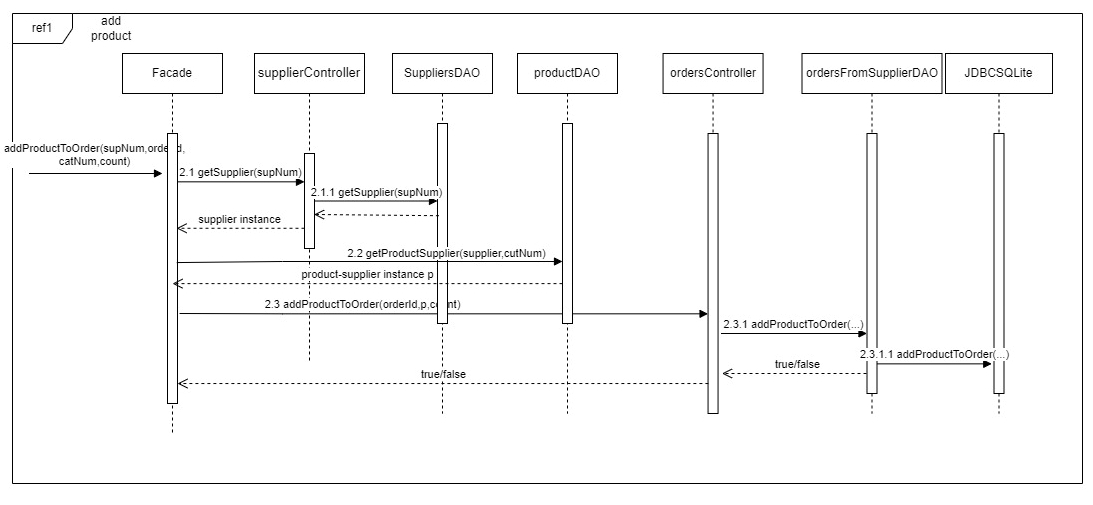 ref1
add
product
Facade
supplierController
SuppliersDAO
productDAO
ordersController
ordersFromSupplierDAO
JDBCSQLite
addProductToOrder(supNum,orderId,
catNum,count)
2.1 getSupplier(supNum)
2.1.1 getSupplier(supNum)
supplier instance
2.2 getProductSupplier(supplier,cutNum)
product-supplier instance p
2.3 addProductToOrder(orderId,p,count)
2.3.1 addProductToOrder(...)
2.3.1.1 addProductToOrder(...)
true/false
true/false